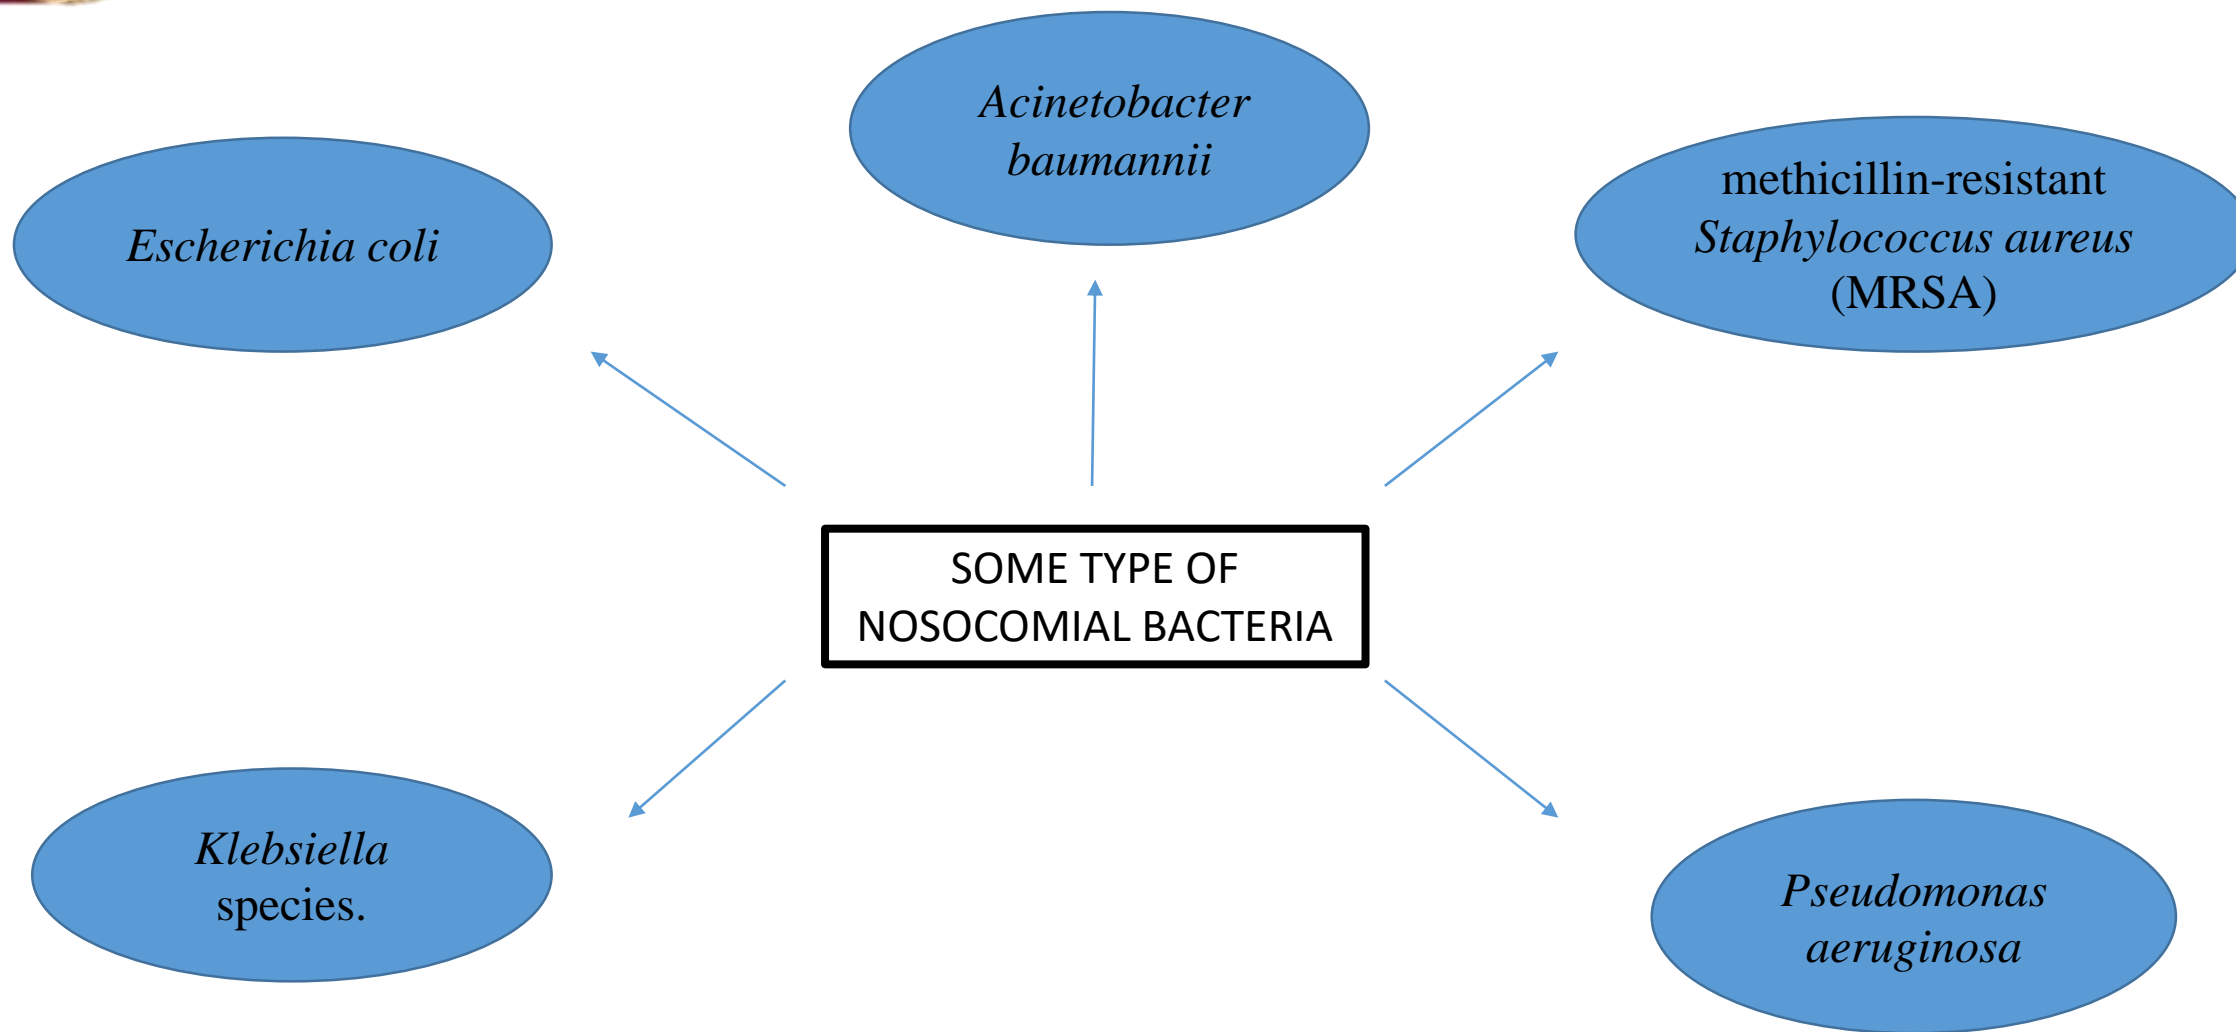 Acinetobacter
baumannii
Escherichia coli
methicillin-resistant
Staphylococcus aureus
(MRSA)
SOME TYPE OF
NOSOCOMIAL BACTERIA
Klebsiella
species.
Pseudomonas
aeruginosa